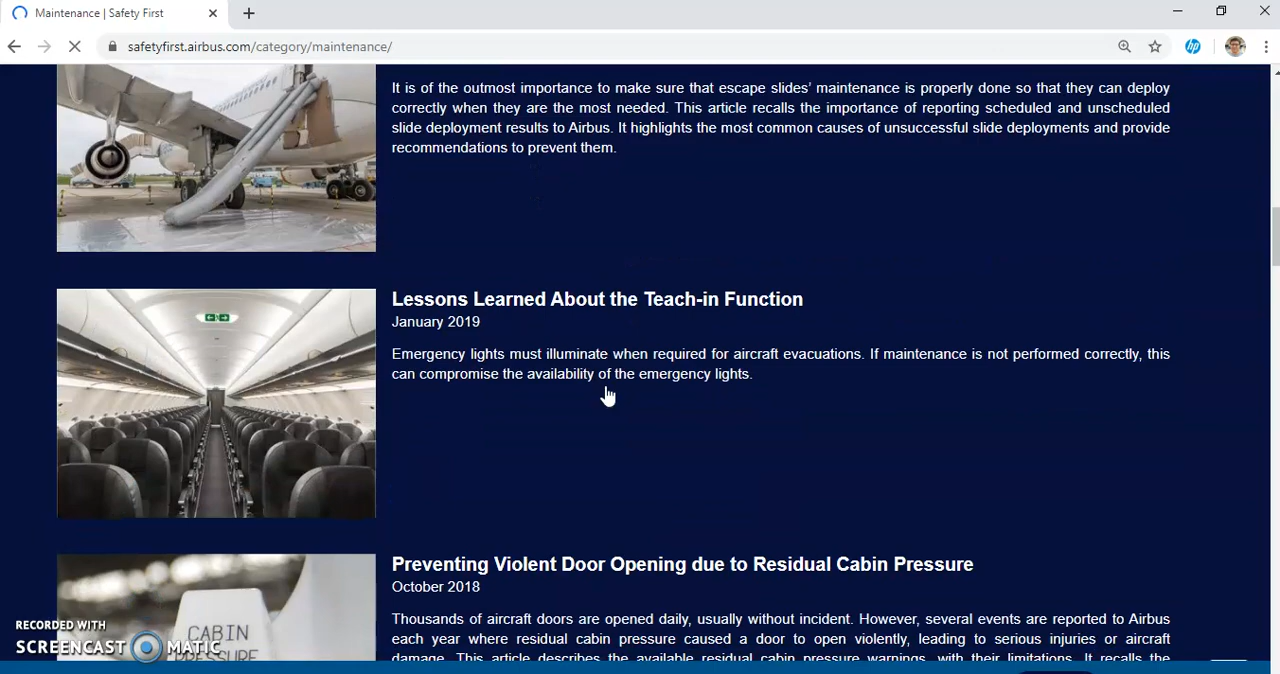 Maintenance | Safety First
safetyfirst.airbus.com/category/maintenance/
It is of the outmost importance to make sure that escape slides' maintenance is properly done so that they can deploy
correctly when they are the most needed. This article recalls the importance of reporting scheduled and unscheduled
slide deployment results to Airbus. It highlights the most common causes of unsuccessful slide deployments and provide
recommendations to prevent them.
Lessons Learned About the Teach-in Function
January 2019
Emergency lights must illuminate when required for aircraft evacuations. If maintenance is not performed correctly, this
can compromise the availability of the emergency lights.
Preventing Violent Door Opening due to Residual Cabin Pressure
October 2018
Thousands of aircraft doors are opened daily, usually without incident. However, several events are reported to Airbus
each year where residual cabin pressure caused a door to open violently, leading to serious injuries or aircraft
damage. This article describes the available residual cabin pressure warnings, with their limitations. It recalls the
CABIN
PRESSURE
RECORDED WITH
SCREENCAST MATIC
hp